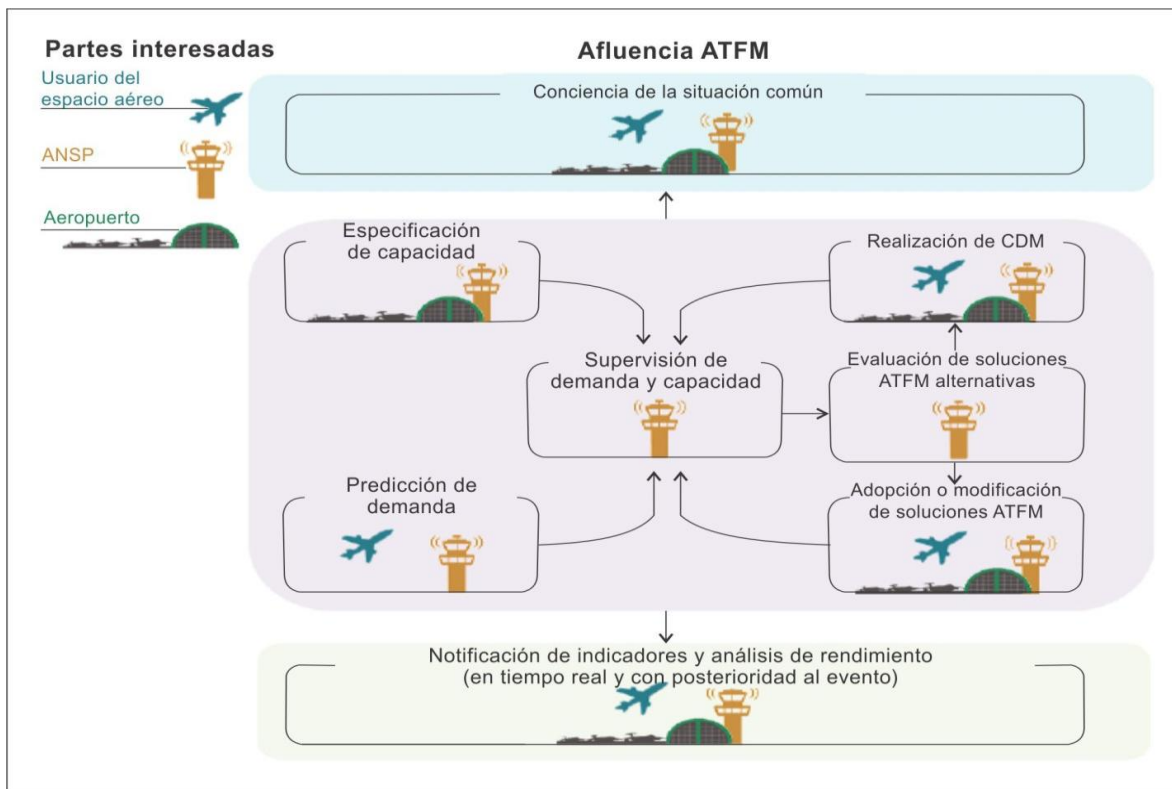 Partes interesadas
Usuario del
espacio aéreo
ANSP
Aeropuerto
Afluencia ATFM
Conciencia de la situación común
Especificación
de capacidad
Realización de CDM
Supervisión de
demanda y capacidad
Evaluación de soluciones
ATFM alternativas
Predicción de
demanda
Adopción o modificación
de soluciones ATFM
Notificación de indicadores y análisis de rendimiento
(en tiempo real y con posterioridad al evento)